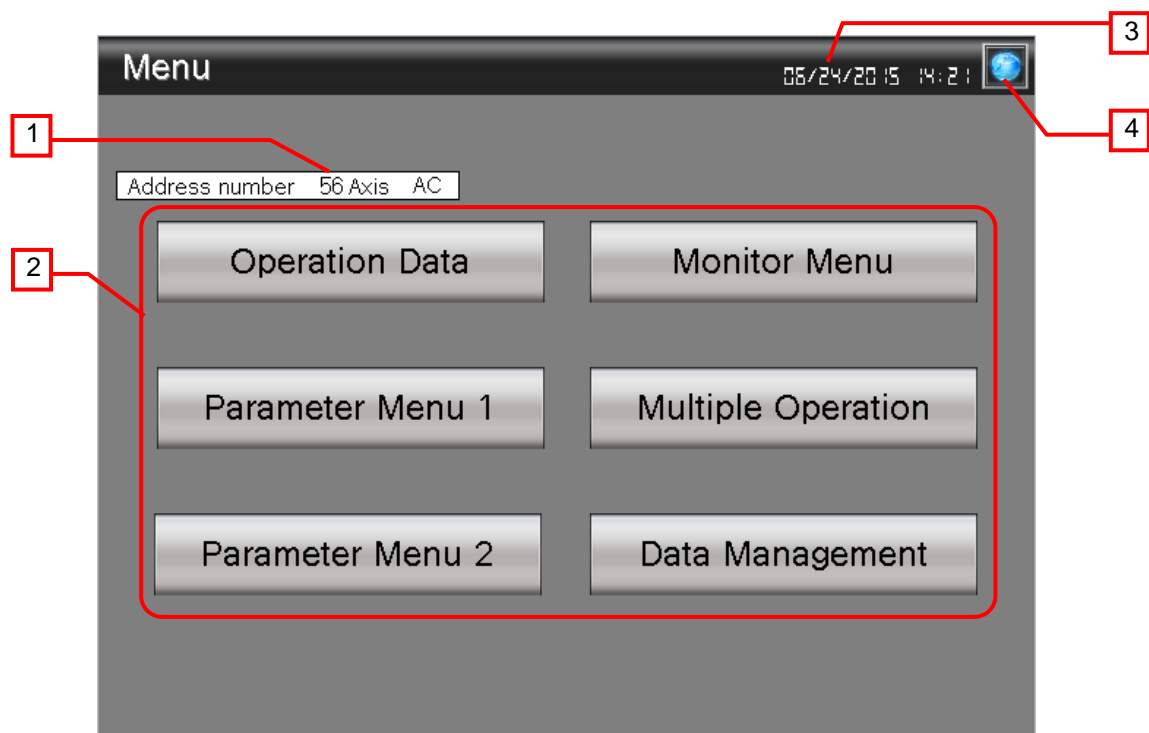 3
Menu
06/24/2015 14:21
4
1
Address number 56 Axis AC
2
Operation Data
Monitor Menu
Parameter Menu 1
Multiple Operation
Parameter Menu 2
Data Management